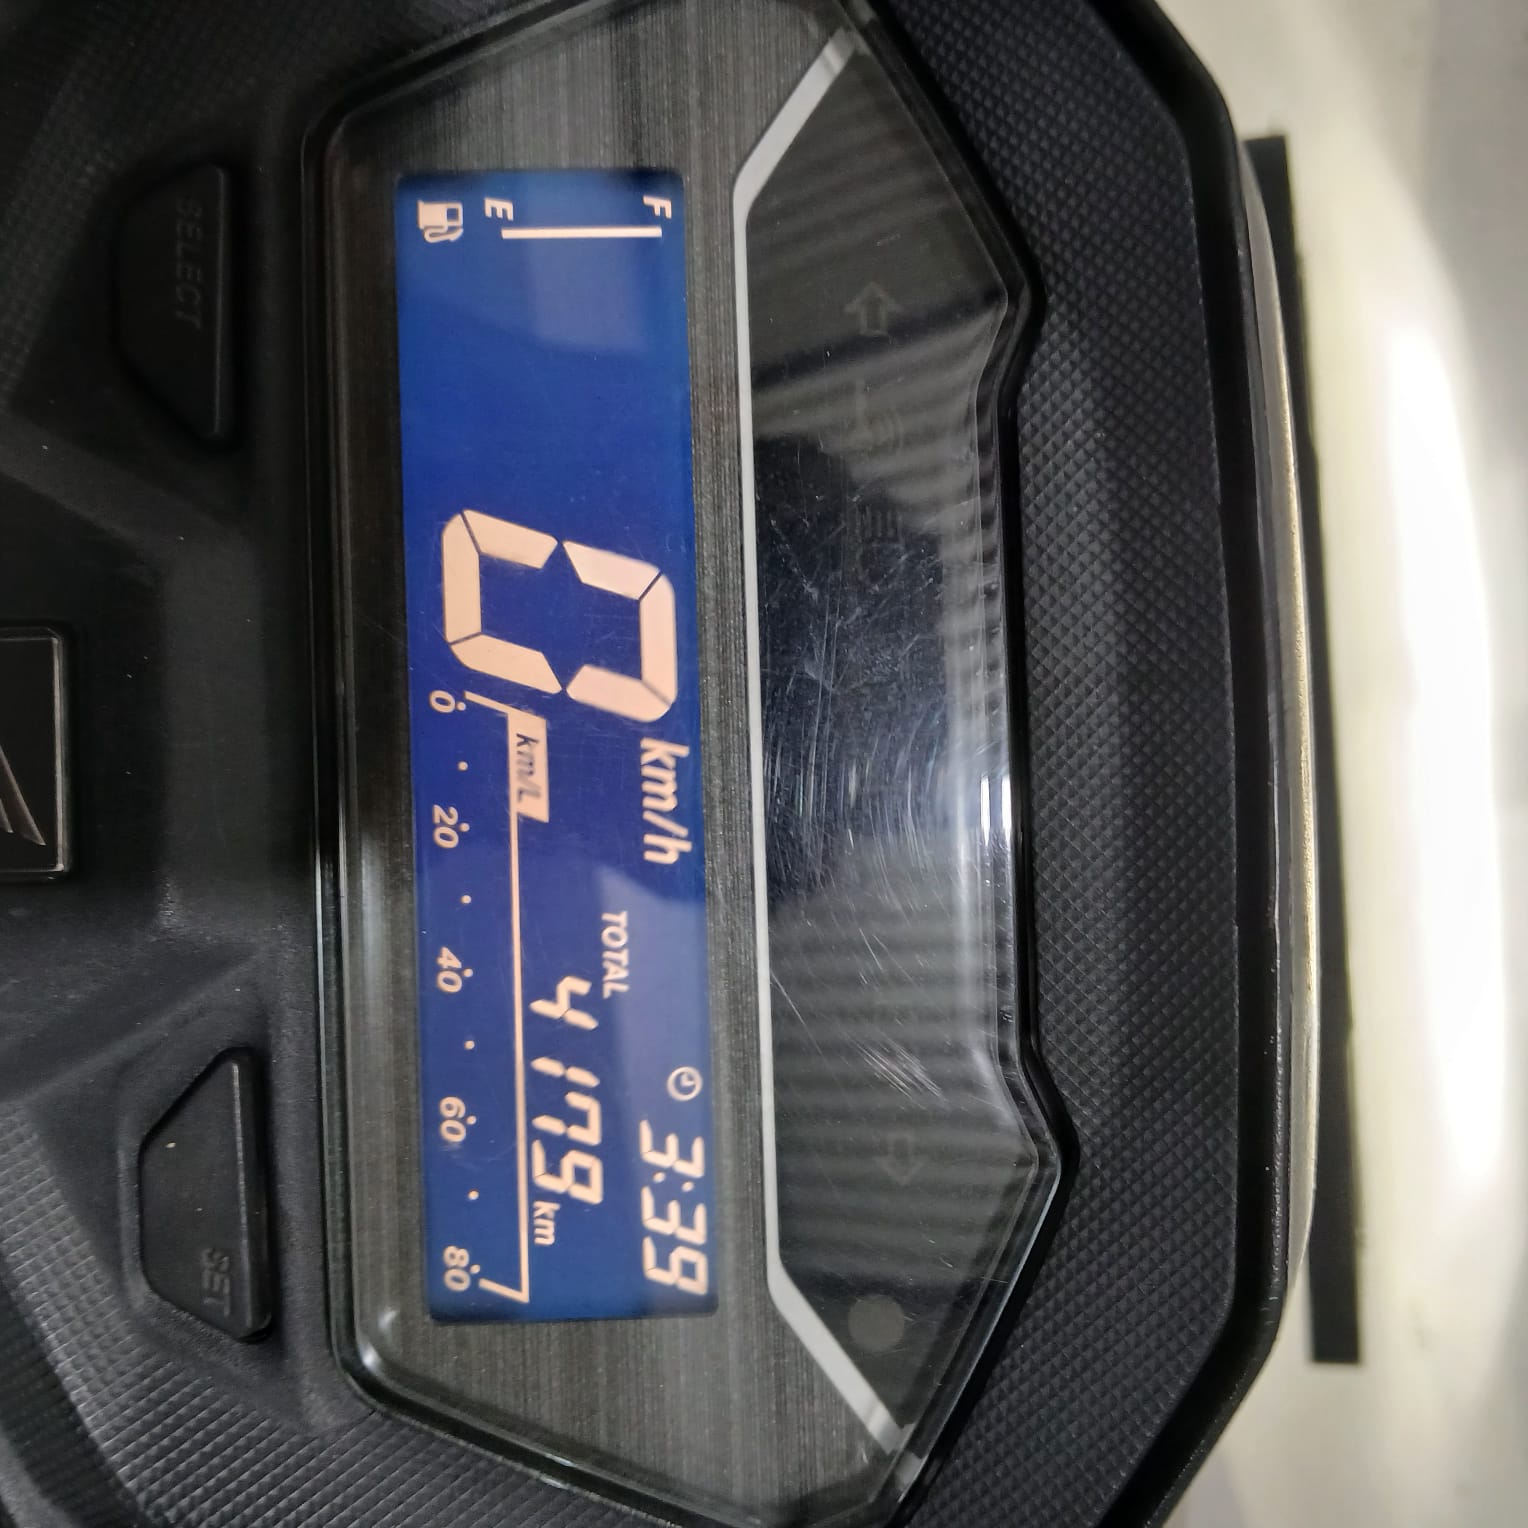 F
E
0 km/h
3:39
TOTAL
4179 km
km/L
0 · 20 · 40 · 60 · 80
SELECT
SET